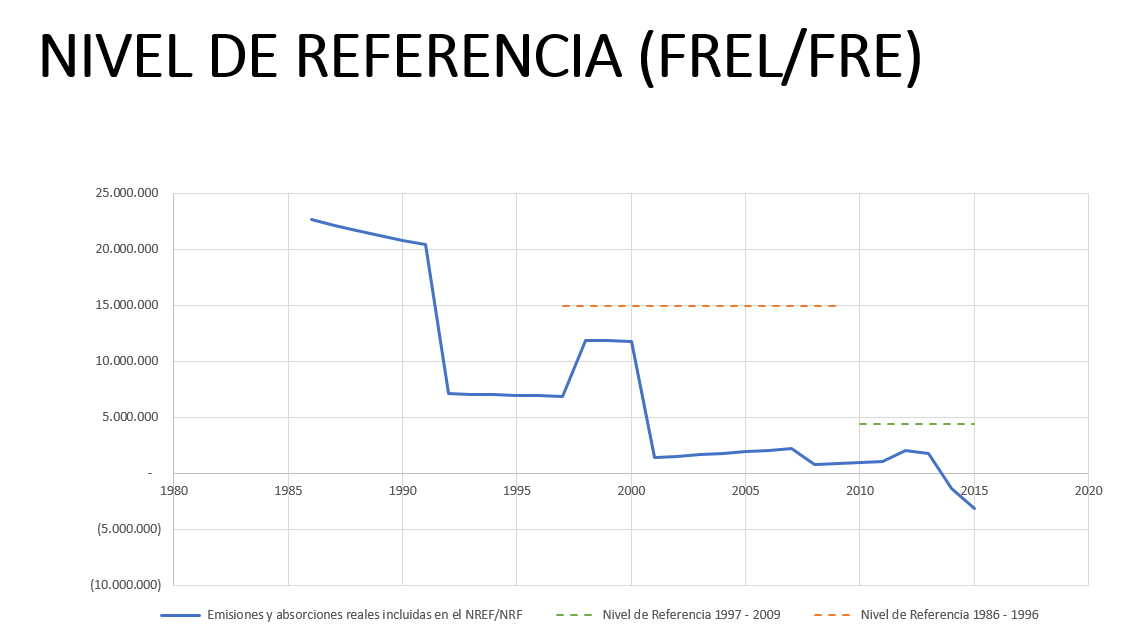 NIVEL DE REFERENCIA (FREL/FRE)
25.000.000
20.000.000
15.000.000
10.000.000
5.000.000
-
1980 1985 1990 1995 2000 2005 2010 2015 2020
(5.000.000)
(10.000.000)
Emisiones y absorciones reales incluidas en el NREF/NRF Nivel de Referencia 1997 - 2009 Nivel de Referencia 1986 - 1996